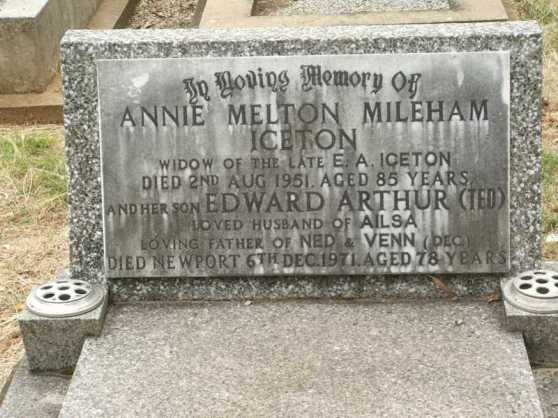 In Loving Memory Of
ANNIE MELTON MILEHAM
ICETON
WIDOW OF THE LATE E. A. ICETON
DIED 2ND AUG 1951. AGED 85 YEARS
AND HER SON EDWARD ARTHUR (TED)
LOVED HUSBAND OF AILSA
LOVING FATHER OF NED & VENN (DEC)
DIED NEWPORT 6TH DEC. 1971. AGED 78 YEARS